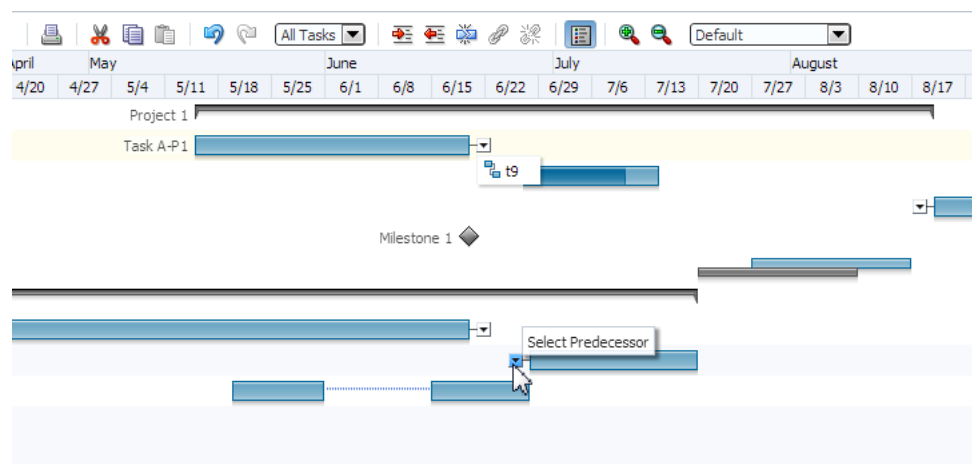 All Tasks Default
April May June July August
4/20 4/27 5/4 5/11 5/18 5/25 6/1 6/8 6/15 6/22 6/29 7/6 7/13 7/20 7/27 8/3 8/10 8/17
Project 1
Task A-P1
t9
Milestone 1
Select Predecessor